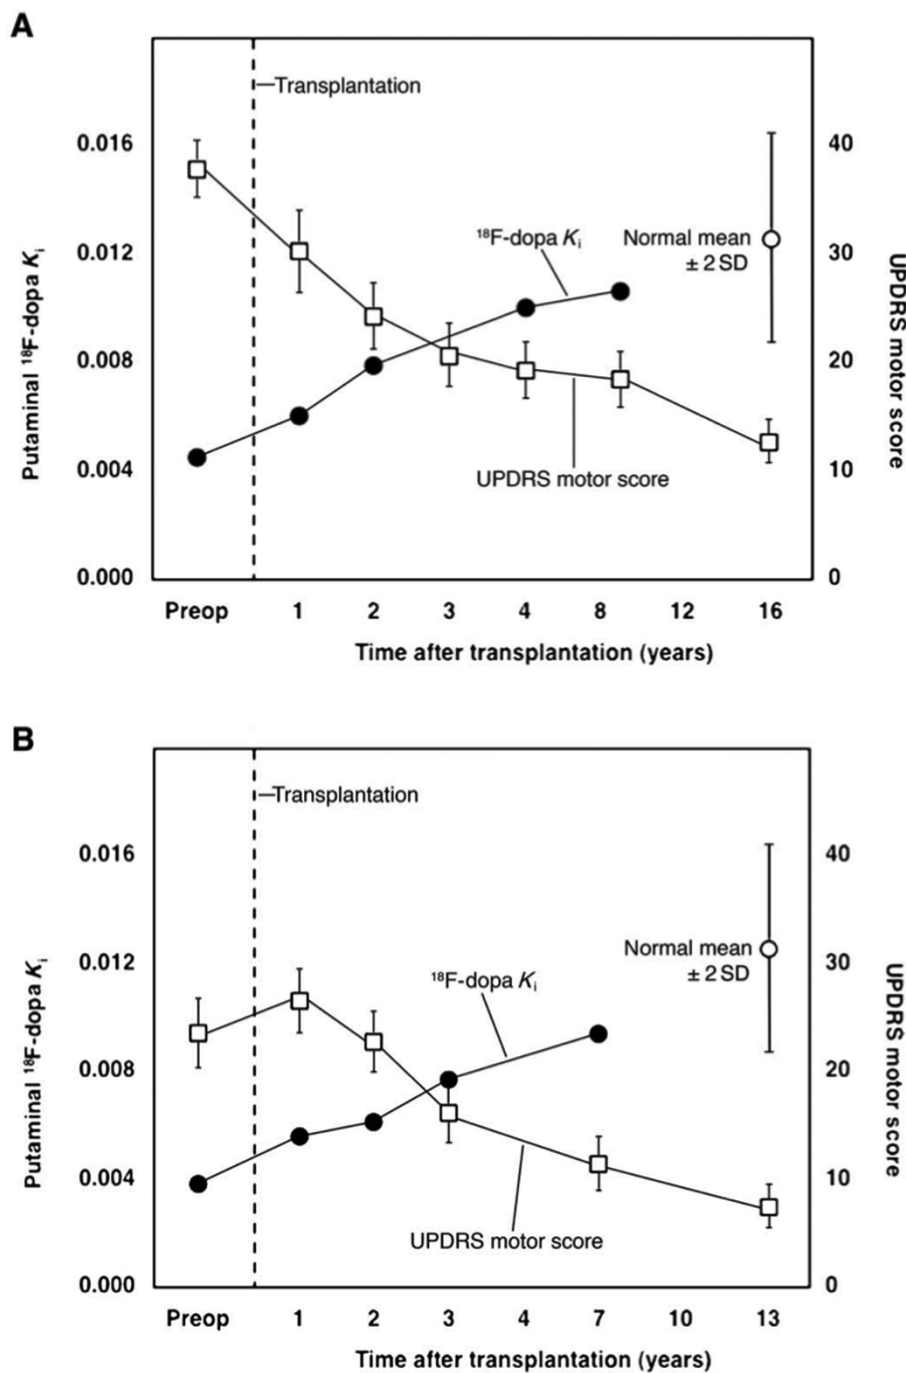 A
Transplantation
0.016
0.012
0.008
0.004
0.000
Putaminal ¹⁸F-dopa Kᵢ
40
30
20
10
0
UPDRS motor score
¹⁸F-dopa Kᵢ
Normal mean
± 2 SD
UPDRS motor score
Preop 1 2 3 4 8 12 16
Time after transplantation (years)
B
Transplantation
0.016
0.012
0.008
0.004
0.000
Putaminal ¹⁸F-dopa Kᵢ
40
30
20
10
0
UPDRS motor score
¹⁸F-dopa Kᵢ
Normal mean
± 2 SD
UPDRS motor score
Preop 1 2 3 4 7 10 13
Time after transplantation (years)